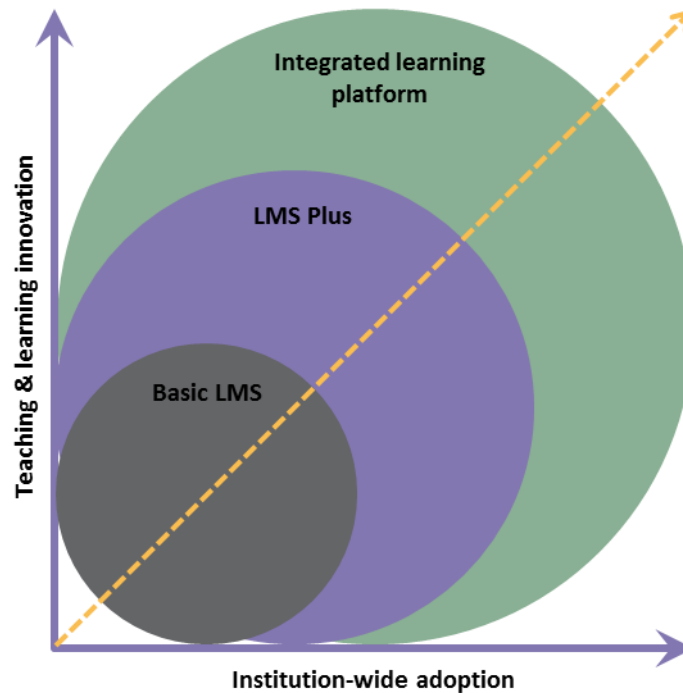 Integrated learning
platform
LMS Plus
Basic LMS
Teaching & learning innovation
Institution-wide adoption